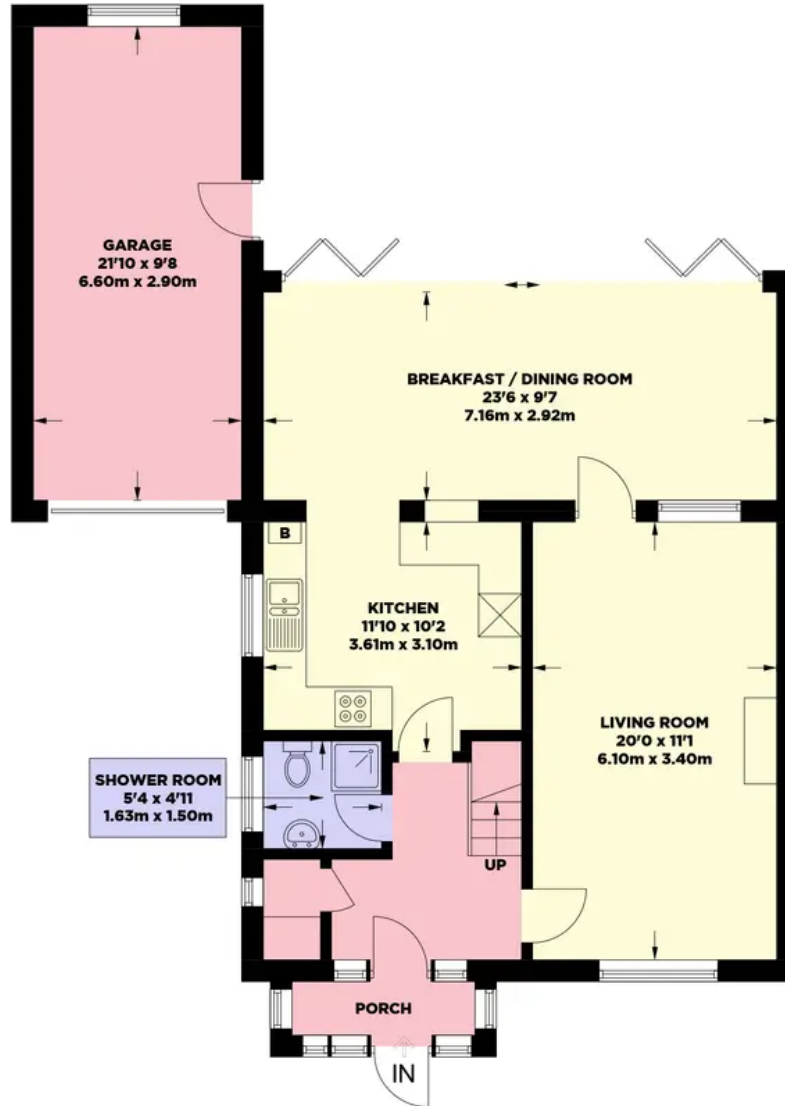 GARAGE
21'10 x 9'8
6.60m x 2.90m
BREAKFAST / DINING ROOM
23'6 x 9'7
7.16m x 2.92m
B
KITCHEN
11'10 x 10'2
3.61m x 3.10m
LIVING ROOM
20'0 x 11'1
6.10m x 3.40m
SHOWER ROOM
5'4 x 4'11
1.63m x 1.50m
UP
PORCH
IN